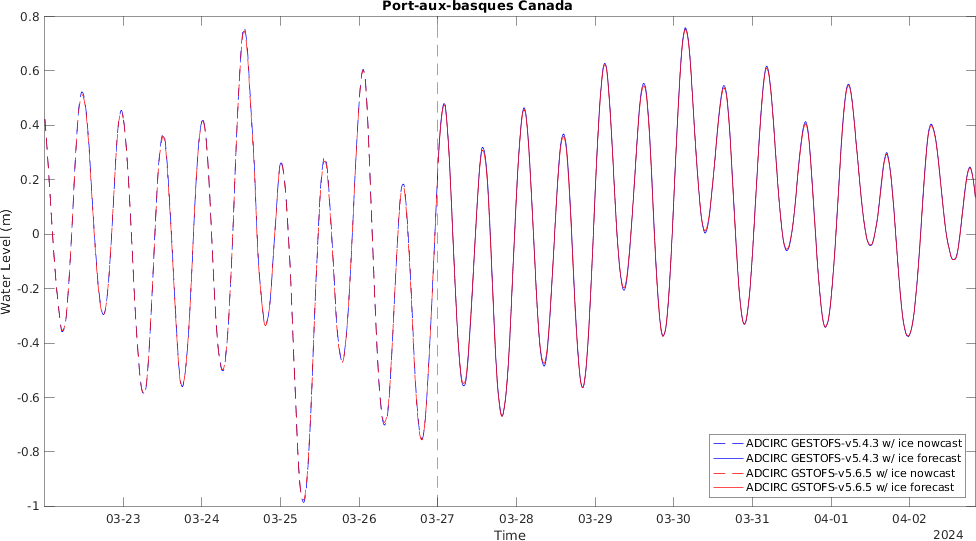 Port-aux-basques Canada
0.8
0.6
0.4
0.2
0
-0.2
-0.4
-0.6
-0.8
-1
Water Level (m)
ADCIRC GESTOFS-v5.4.3 w/ ice nowcast
ADCIRC GESTOFS-v5.4.3 w/ ice forecast
ADCIRC GSTOFS-v5.6.5 w/ ice nowcast
ADCIRC GSTOFS-v5.6.5 w/ ice forecast
03-23 03-24 03-25 03-26 03-27 03-28 03-29 03-30 03-31 04-01 04-02
Time
2024